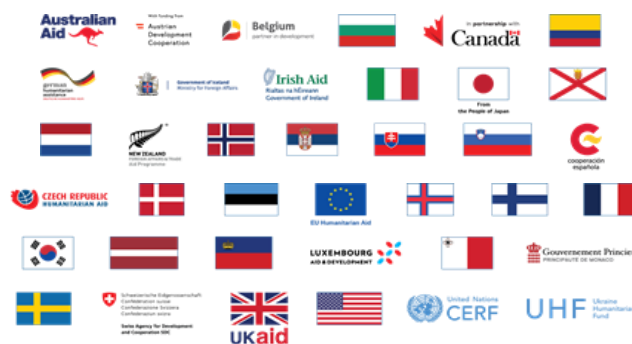 Australian
Aid
With funding from
Austrian
Development
Cooperation
Belgium
partner in development
in partnership with
Canada
german
humanitarian
assistance
Government of Iceland
Ministry for Foreign Affairs
Irish Aid
Rialtas na hÉireann
Government of Ireland
From
the People of Japan
NEW ZEALAND
Aid Programme
cooperación
española
CZECH REPUBLIC
HUMANITARIAN AID
EU Humanitarian Aid
LUXEMBOURG
AID & DEVELOPMENT
Gouvernement Princier
PRINCIPAUTÉ DE MONACO
Schweizerische Eidgenossenschaft
Confédération suisse
Confederazione Svizzera
Confederaziun svizra
Swiss Agency for Development
and Cooperation SDC
UKaid
United Nations
CERF
UHF
Ukraine
Humanitarian
Fund